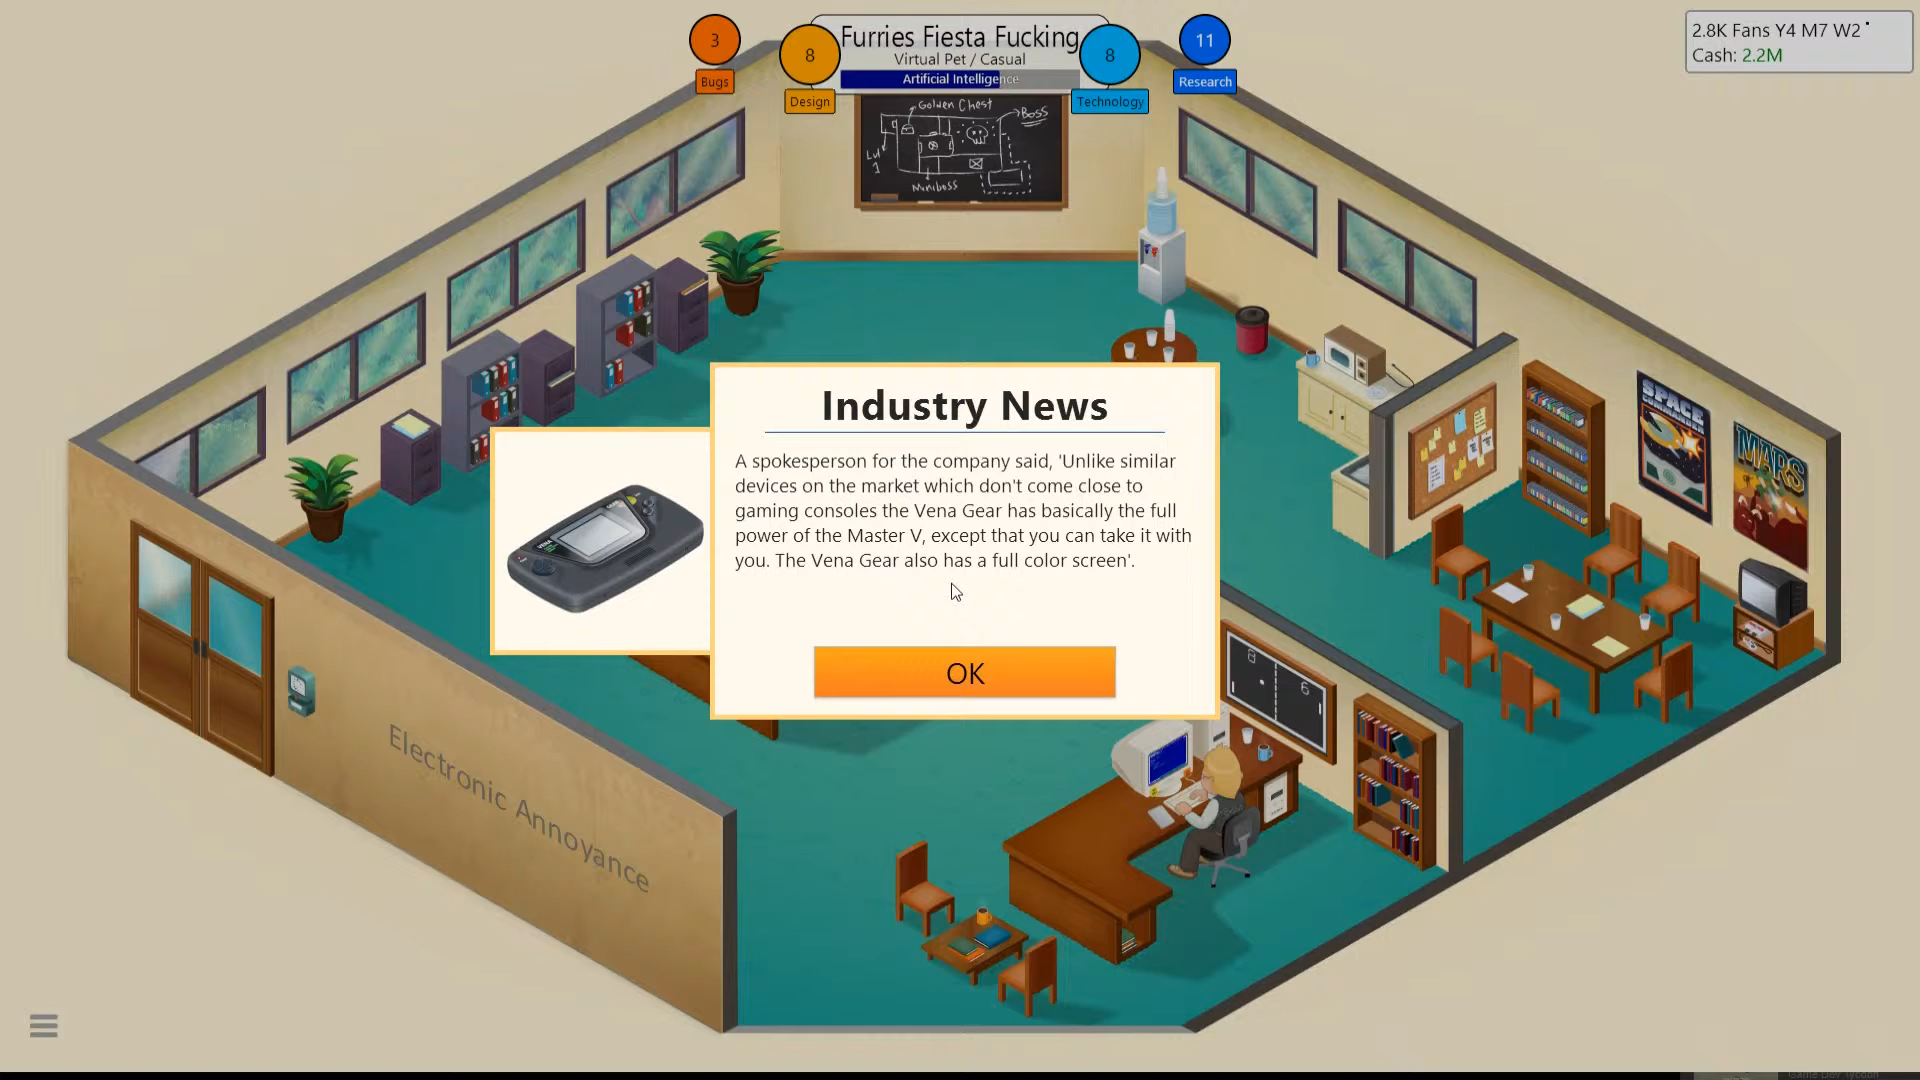 3
Bugs
8
Design
Furries Fiesta Fucking
Virtual Pet / Casual
Artificial Intelligence
8
Technology
11
Research
2.8K Fans Y4 M7 W2
Cash: 2.2M
Golden Chest
Boss
Lvl
1
Miniboss
SPACE
MARS
Industry News
A spokesperson for the company said, 'Unlike similar
devices on the market which don't come close to
gaming consoles the Vena Gear has basically the full
power of the Master V, except that you can take it with
you. The Vena Gear also has a full color screen'.
OK
6
Electronic Annoyance
Game Dev Tycoon